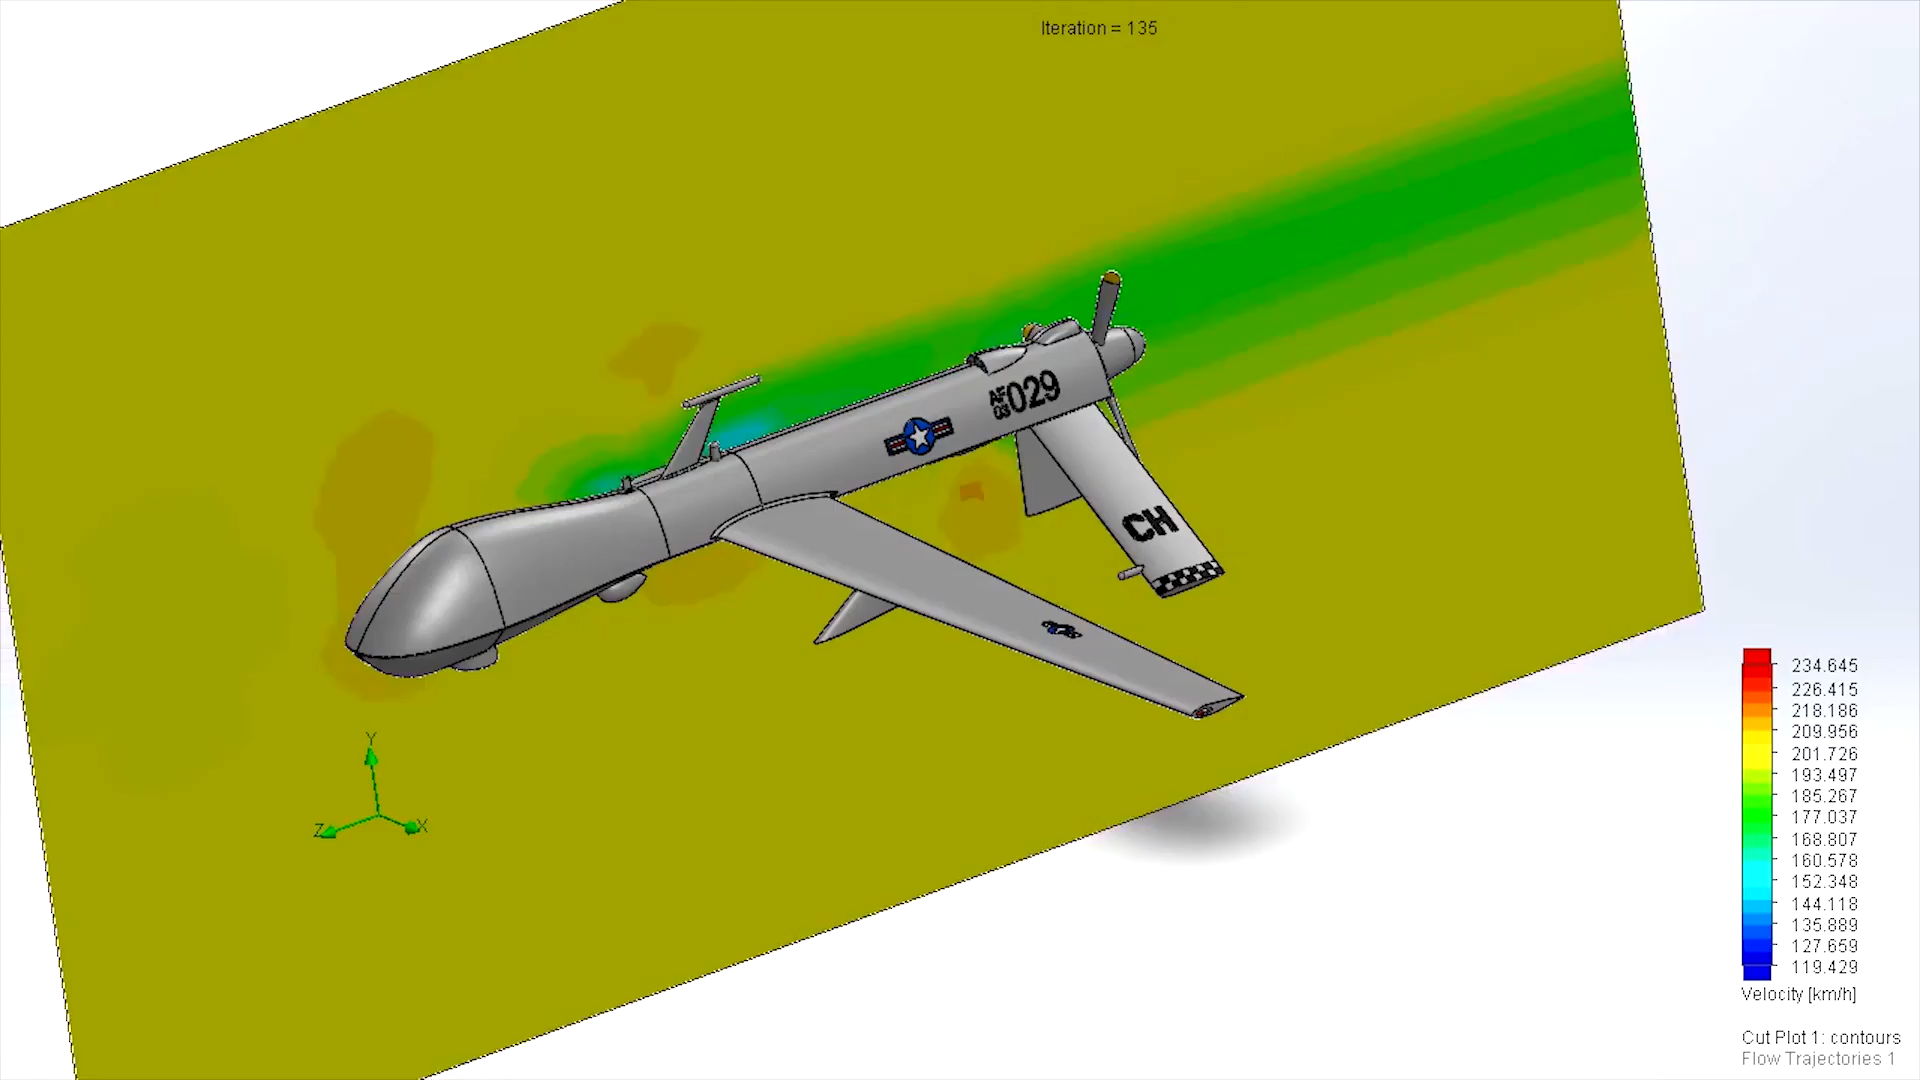 Iteration = 135
AF
03
029
CH
Y
Z
X
234.645
226.415
218.186
209.956
201.726
193.497
185.267
177.037
168.807
160.578
152.348
144.118
135.889
127.659
119.429
Velocity [km/h]
Cut Plot 1: contours
Flow Trajectories 1